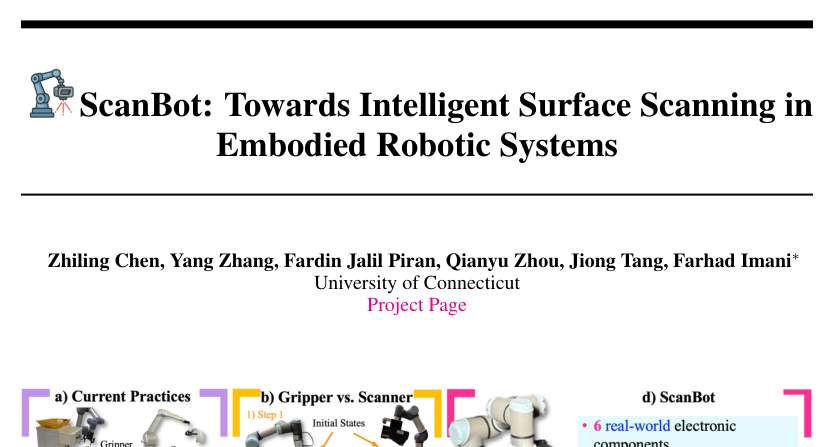 ScanBot: Towards Intelligent Surface Scanning in
Embodied Robotic Systems
Zhiling Chen, Yang Zhang, Fardin Jalil Piran, Qianyu Zhou, Jiong Tang, Farhad Imani*
University of Connecticut
Project Page
a) Current Practices
Gripper
b) Gripper vs. Scanner
1) Step 1
Initial States
d) ScanBot
• 6 real-world electronic
components